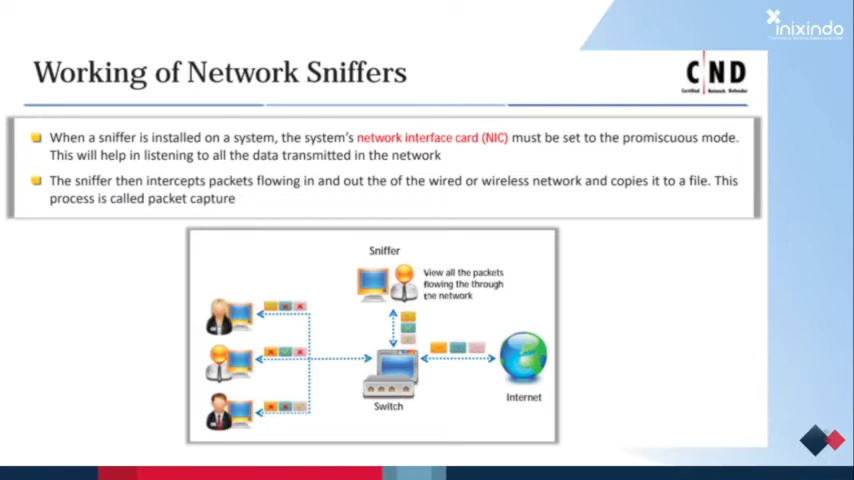 inixindo
Working of Network Sniffers
CND
Certified Network Defender
When a sniffer is installed on a system, the system's network interface card (NIC) must be set to the promiscuous mode.
This will help in listening to all the data transmitted in the network
The sniffer then intercepts packets flowing in and out the of the wired or wireless network and copies it to a file. This
process is called packet capture
Sniffer
View all the packets
flowing the through
the network
Switch
Internet